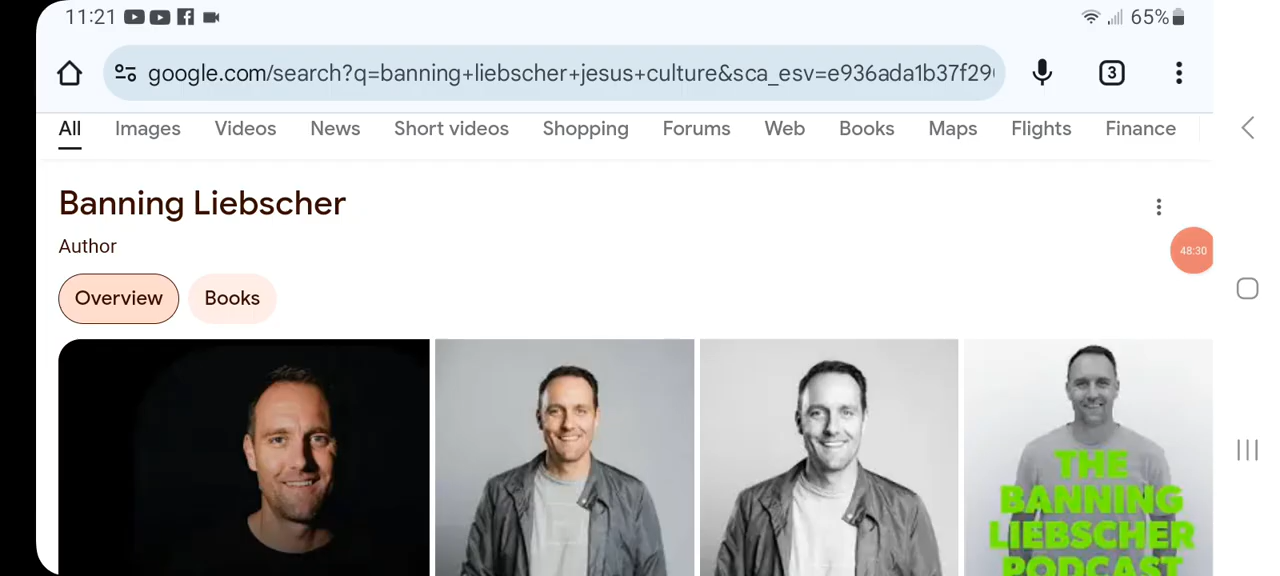 11:21 65%
google.com/search?q=banning+liebscher+jesus+culture&sca_esv=e936ada1b37f29 3
All Images Videos News Short videos Shopping Forums Web Books Maps Flights Finance
Banning Liebscher
Author
48:30
Overview Books
THE
BANNING
LIEBSCHER
PODCAST